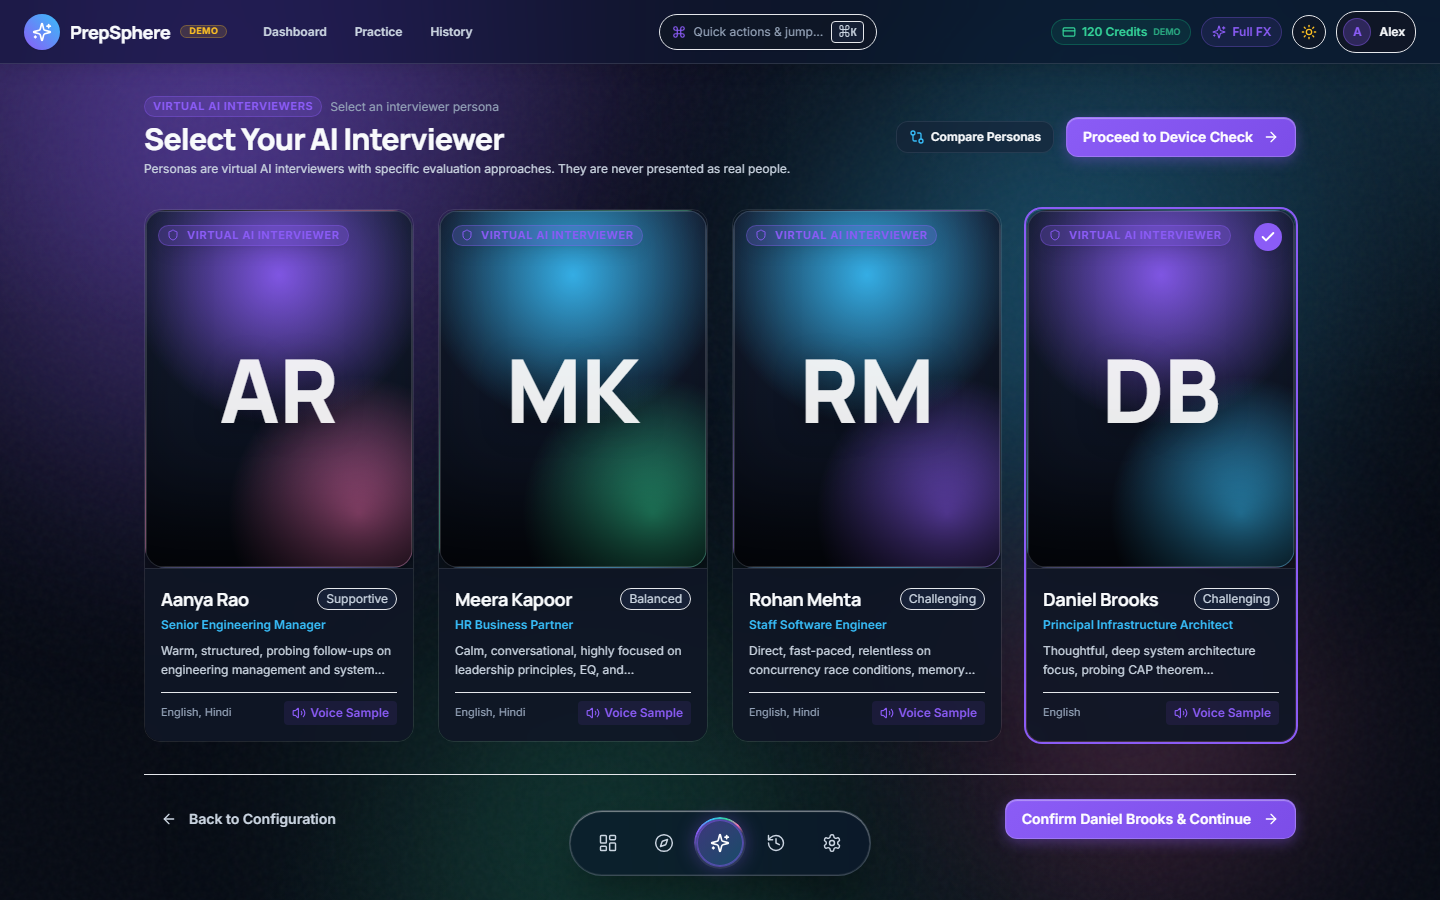 PrepSphere DEMO Dashboard Practice History Quick actions & jump... ⌘K 120 Credits DEMO Full FX A Alex
VIRTUAL AI INTERVIEWERS Select an interviewer persona
Select Your AI Interviewer
Compare Personas Proceed to Device Check
Personas are virtual AI interviewers with specific evaluation approaches. They are never presented as real people.
VIRTUAL AI INTERVIEWER
AR
Aanya Rao Supportive
Senior Engineering Manager
Warm, structured, probing follow-ups on
engineering management and system...
English, Hindi Voice Sample
VIRTUAL AI INTERVIEWER
MK
Meera Kapoor Balanced
HR Business Partner
Calm, conversational, highly focused on
leadership principles, EQ, and...
English, Hindi Voice Sample
VIRTUAL AI INTERVIEWER
RM
Rohan Mehta Challenging
Staff Software Engineer
Direct, fast-paced, relentless on
concurrency race conditions, memory...
English, Hindi Voice Sample
VIRTUAL AI INTERVIEWER
DB
Daniel Brooks Challenging
Principal Infrastructure Architect
Thoughtful, deep system architecture
focus, probing CAP theorem...
English Voice Sample
Back to Configuration Confirm Daniel Brooks & Continue